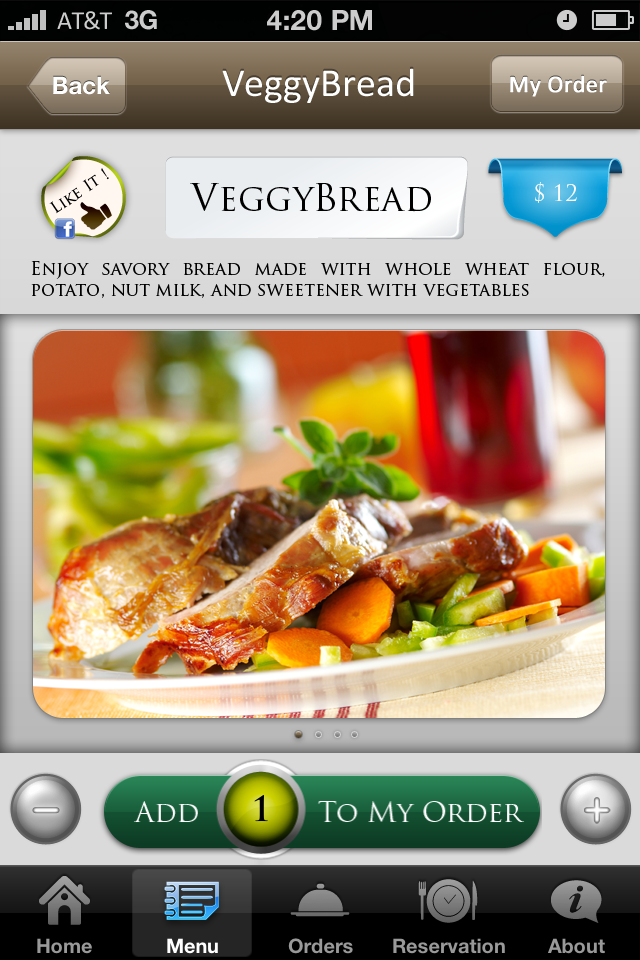 AT&T 3G 4:20 PM
Back VeggyBread My Order
LIKE IT !
f
VEGGYBREAD
$ 12
ENJOY SAVORY BREAD MADE WITH WHOLE WHEAT FLOUR,
POTATO, NUT MILK, AND SWEETENER WITH VEGETABLES
ADD 1 TO MY ORDER
Home Menu Orders Reservation About